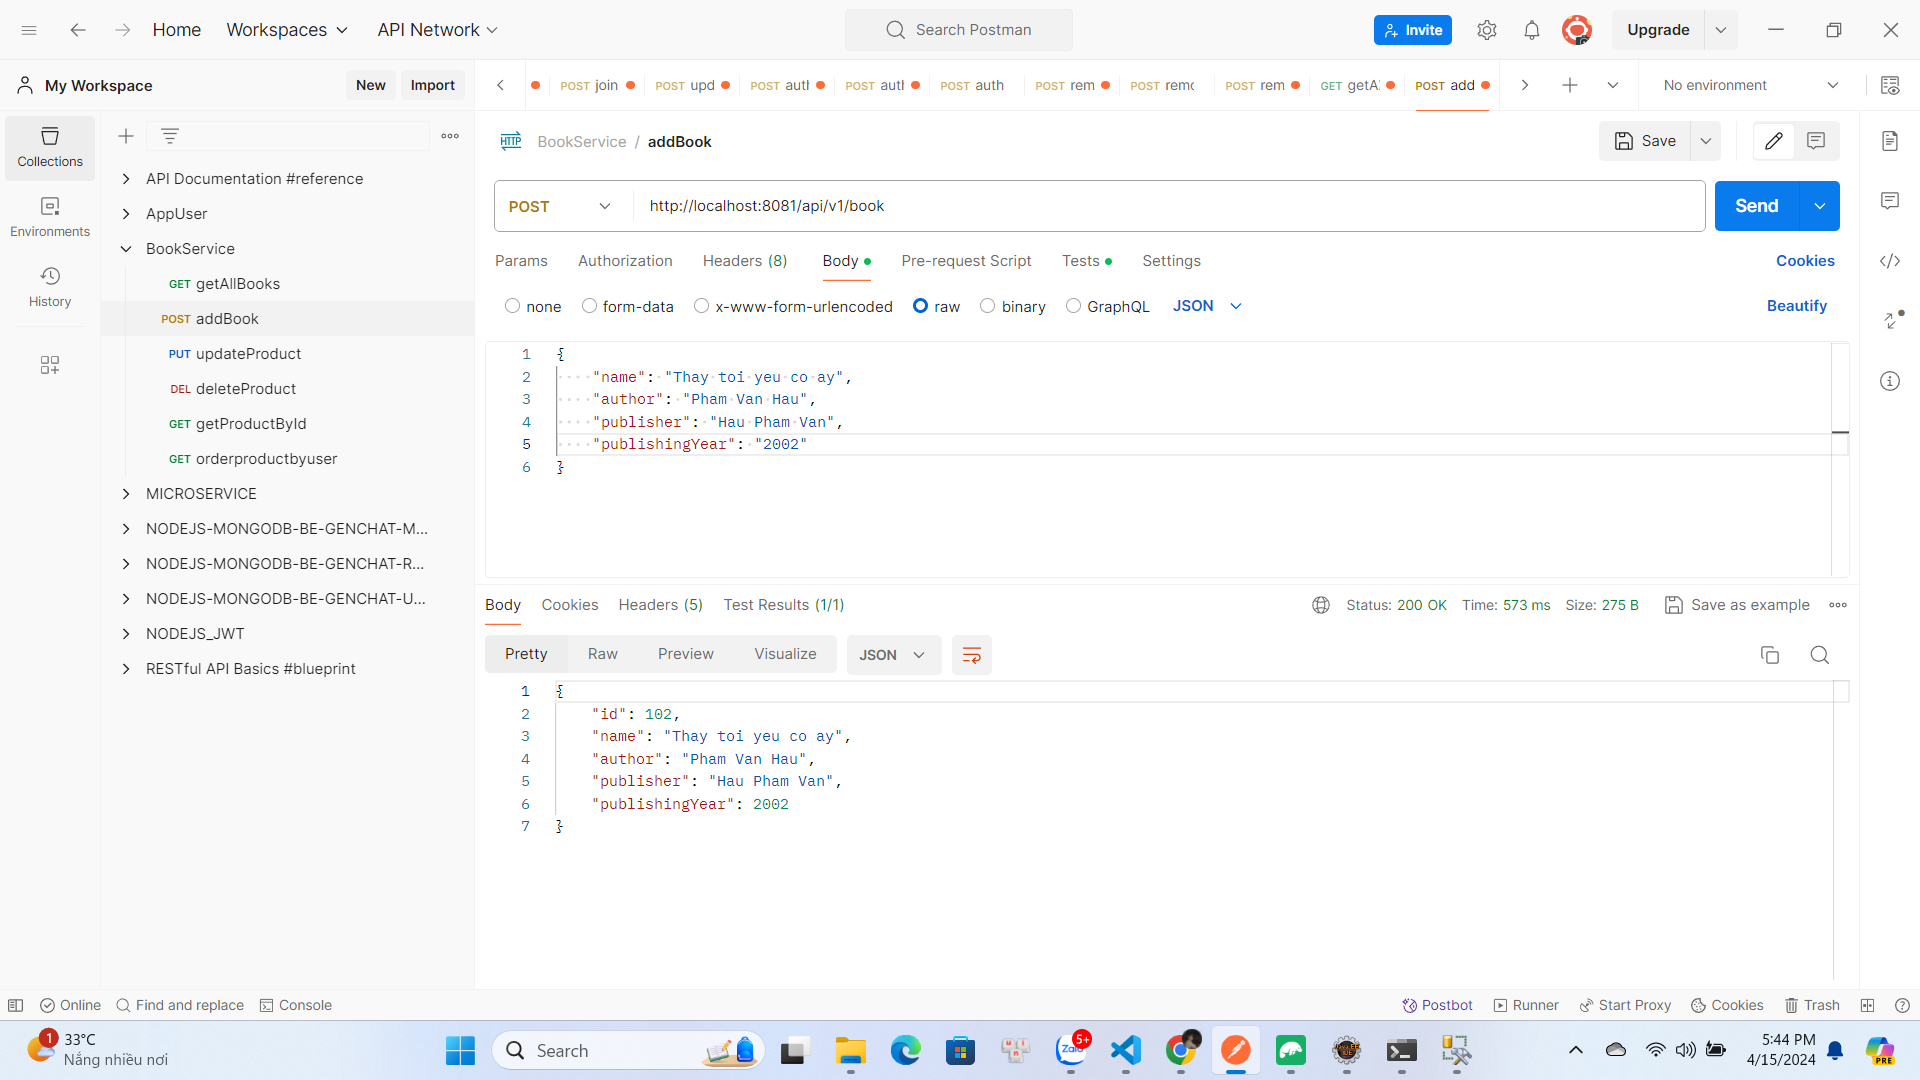 Home
Workspaces
API Network
Search Postman
Invite
Upgrade
My Workspace
New
Import
POST join
POST upd
POST auth
POST auth
POST auth
POST rem
POST remo
POST rem
GET getA
POST add
No environment
Collections
Environments
History
API Documentation #reference
AppUser
BookService
GET getAllBooks
POST addBook
PUT updateProduct
DEL deleteProduct
GET getProductById
GET orderproductbyuser
MICROSERVICE
NODEJS-MONGODB-BE-GENCHAT-M...
NODEJS-MONGODB-BE-GENCHAT-R...
NODEJS-MONGODB-BE-GENCHAT-U...
NODEJS_JWT
RESTful API Basics #blueprint
HTTP BookService / addBook
Save
POST http://localhost:8081/api/v1/book
Send
Params Authorization Headers (8) Body Pre-request Script Tests Settings
Cookies
none form-data x-www-form-urlencoded raw binary GraphQL JSON
Beautify
1 {
2 "name": "Thay toi yeu co ay",
3 "author": "Pham Van Hau",
4 "publisher": "Hau Pham Van",
5 "publishingYear": "2002"
6 }
Body Cookies Headers (5) Test Results (1/1)
Status: 200 OK Time: 573 ms Size: 275 B
Save as example
Pretty Raw Preview Visualize JSON
1 {
2 "id": 102,
3 "name": "Thay toi yeu co ay",
4 "author": "Pham Van Hau",
5 "publisher": "Hau Pham Van",
6 "publishingYear": 2002
7 }
Online Find and replace Console
Postbot Runner Start Proxy Cookies Trash
1
33°C
Nắng nhiều nơi
Search
Zalo
5+
5:44 PM
4/15/2024
PRE